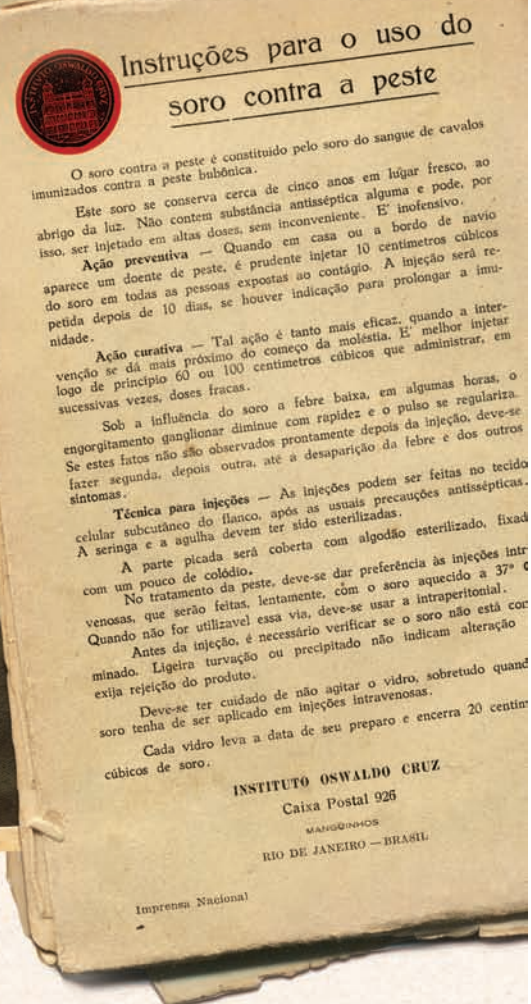 INSTITUTO OSWALDO CRUZ
Instruções para o uso do
soro contra a peste
O soro contra a peste é constituido pelo soro do sangue de cavalos
imunizados contra a peste bubônica.
Este soro se conserva cerca de cinco anos em lugar fresco, ao
abrigo da luz. Não contem substância antisséptica alguma e pode, por
isso, ser injetado em altas doses, sem inconveniente. E' inofensivo.
Ação preventiva — Quando em casa ou a bordo de navio
aparece um doente de peste, é prudente injetar 10 centimetros cúbicos
do soro em todas as pessoas expostas ao contágio. A injeção será re-
petida depois de 10 dias, se houver indicação para prolongar a imu-
nidade.
Ação curativa — Tal ação é tanto mais eficaz, quando a inter-
venção se dá mais próximo do começo da moléstia. E' melhor injetar
logo de principio 60 ou 100 centimetros cúbicos que administrar, em
sucessivas vezes, doses fracas.
Sob a influência do soro a febre baixa, em algumas horas, o
engorgitamento ganglionar diminue com rapidez e o pulso se regulariza.
Se estes fatos não são observados prontamente depois da injeção, deve-se
fazer segunda, depois outra, até a desaparição da febre e dos outros
sintomas.
Técnica para injeções — As injeções podem ser feitas no tecido
celular subcutâneo do flanco, após as usuais precauções antissépticas.
A seringa e a agulha devem ter sido esterilizadas.
A parte picada será coberta com algodão esterilizado, fixad
com um pouco de colódio.
No tratamento da peste, deve-se dar preferência às injeções intr
venosas, que serão feitas, lentamente, com o soro aquecido a 37° C
Quando não for utilizavel essa via, deve-se usar a intraperitonial.
Antes da injeção, é necessário verificar se o soro não está con
minado. Ligeira turvação ou precipitado não indicam alteração
exija rejeição do produto.
Deve-se ter cuidado de não agitar o vidro, sobretudo quand
soro tenha de ser aplicado em injeções intravenosas.
Cada vidro leva a data de seu preparo e encerra 20 centim
cúbicos de soro.
INSTITUTO OSWALDO CRUZ
Caixa Postal 926
MANGUINHOS
RIO DE JANEIRO — BRASIL
Imprensa Nacional